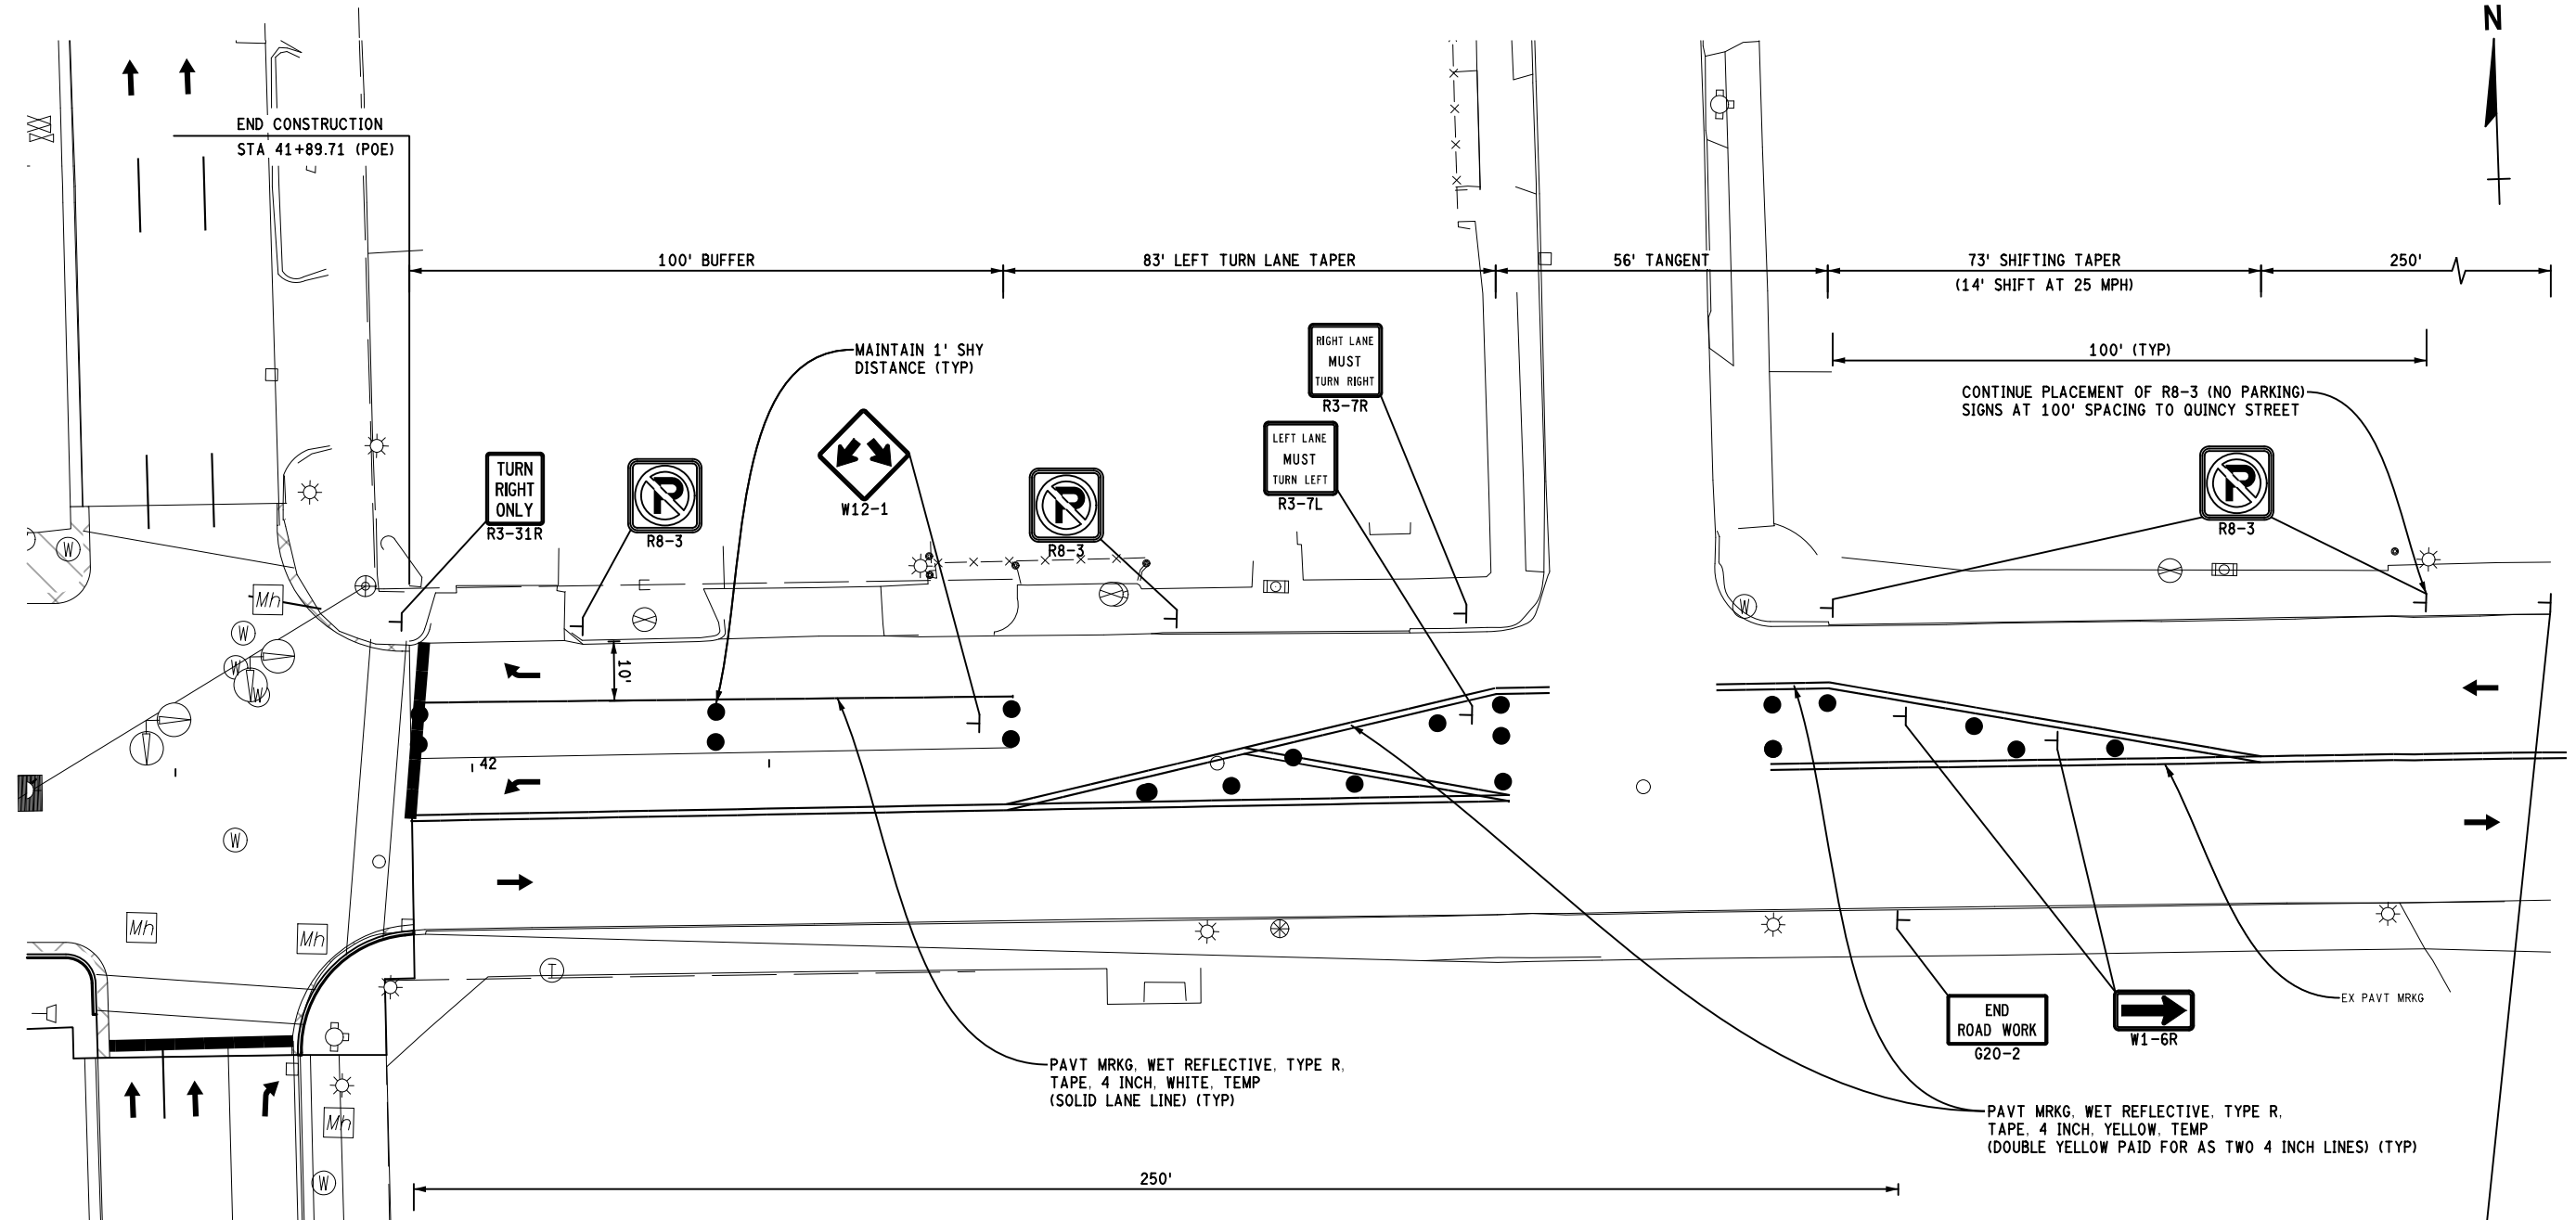 N
END CONSTRUCTION
STA 41+89.71 (POE)
100' BUFFER
83' LEFT TURN LANE TAPER
56' TANGENT
73' SHIFTING TAPER
(14' SHIFT AT 25 MPH)
250'
100' (TYP)
MAINTAIN 1' SHY
DISTANCE (TYP)
RIGHT LANE
MUST
TURN RIGHT
R3-7R
CONTINUE PLACEMENT OF R8-3 (NO PARKING)
SIGNS AT 100' SPACING TO QUINCY STREET
LEFT LANE
MUST
TURN LEFT
R3-7L
TURN
RIGHT
ONLY
R3-31R
P
R8-3
W12-1
P
R8-3
P
R8-3
W
Mh
W
W
W
W
W
10'
42
W
Mh
Mh
T
Mh
W
EX PAVT MRKG
END
ROAD WORK
G20-2
W1-6R
PAVT MRKG, WET REFLECTIVE, TYPE R,
TAPE, 4 INCH, WHITE, TEMP
(SOLID LANE LINE) (TYP)
PAVT MRKG, WET REFLECTIVE, TYPE R,
TAPE, 4 INCH, YELLOW, TEMP
(DOUBLE YELLOW PAID FOR AS TWO 4 INCH LINES) (TYP)
250'